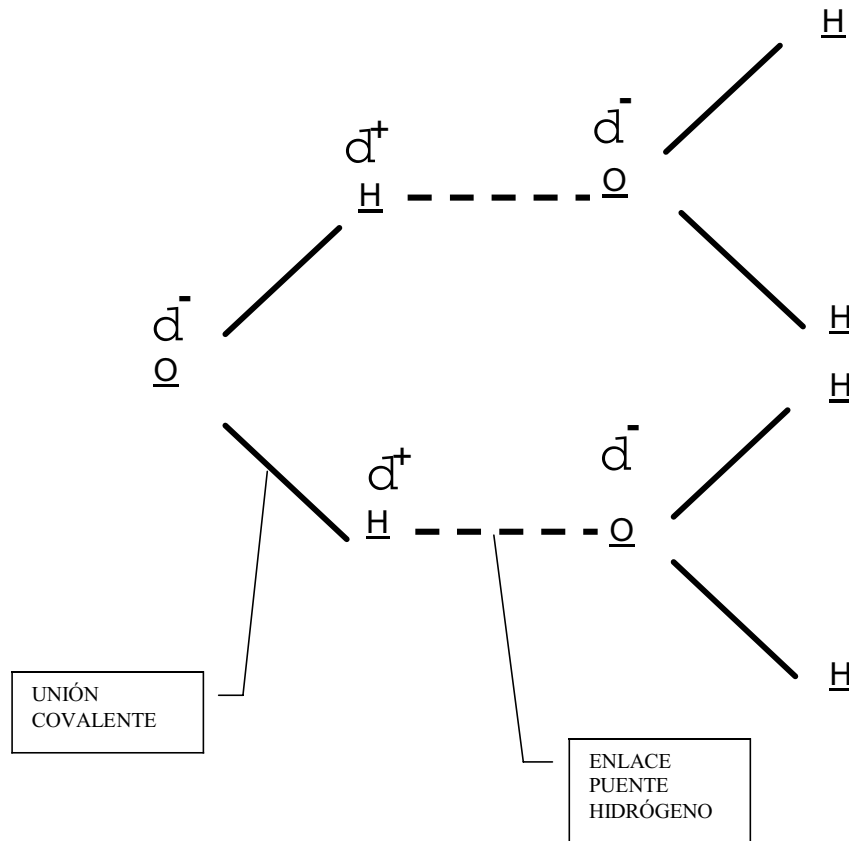 H
d-
d+
O
H
d-
O
H
H
d-
d+
H
O
H
UNIÓN
COVALENTE
ENLACE
PUENTE
HIDRÓGENO